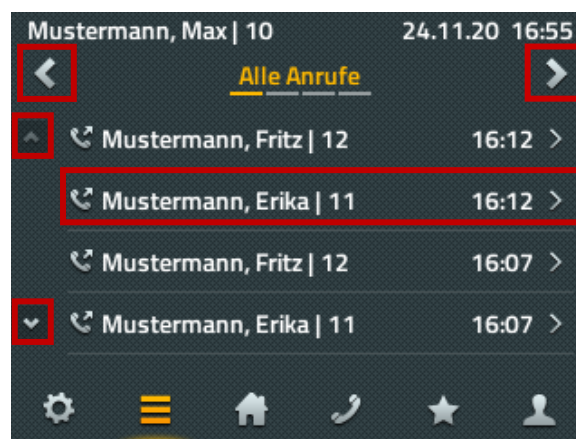 Mustermann, Max | 10 24.11.20 16:55
Alle Anrufe
Mustermann, Fritz | 12 16:12
Mustermann, Erika | 11 16:12
Mustermann, Fritz | 12 16:07
Mustermann, Erika | 11 16:07